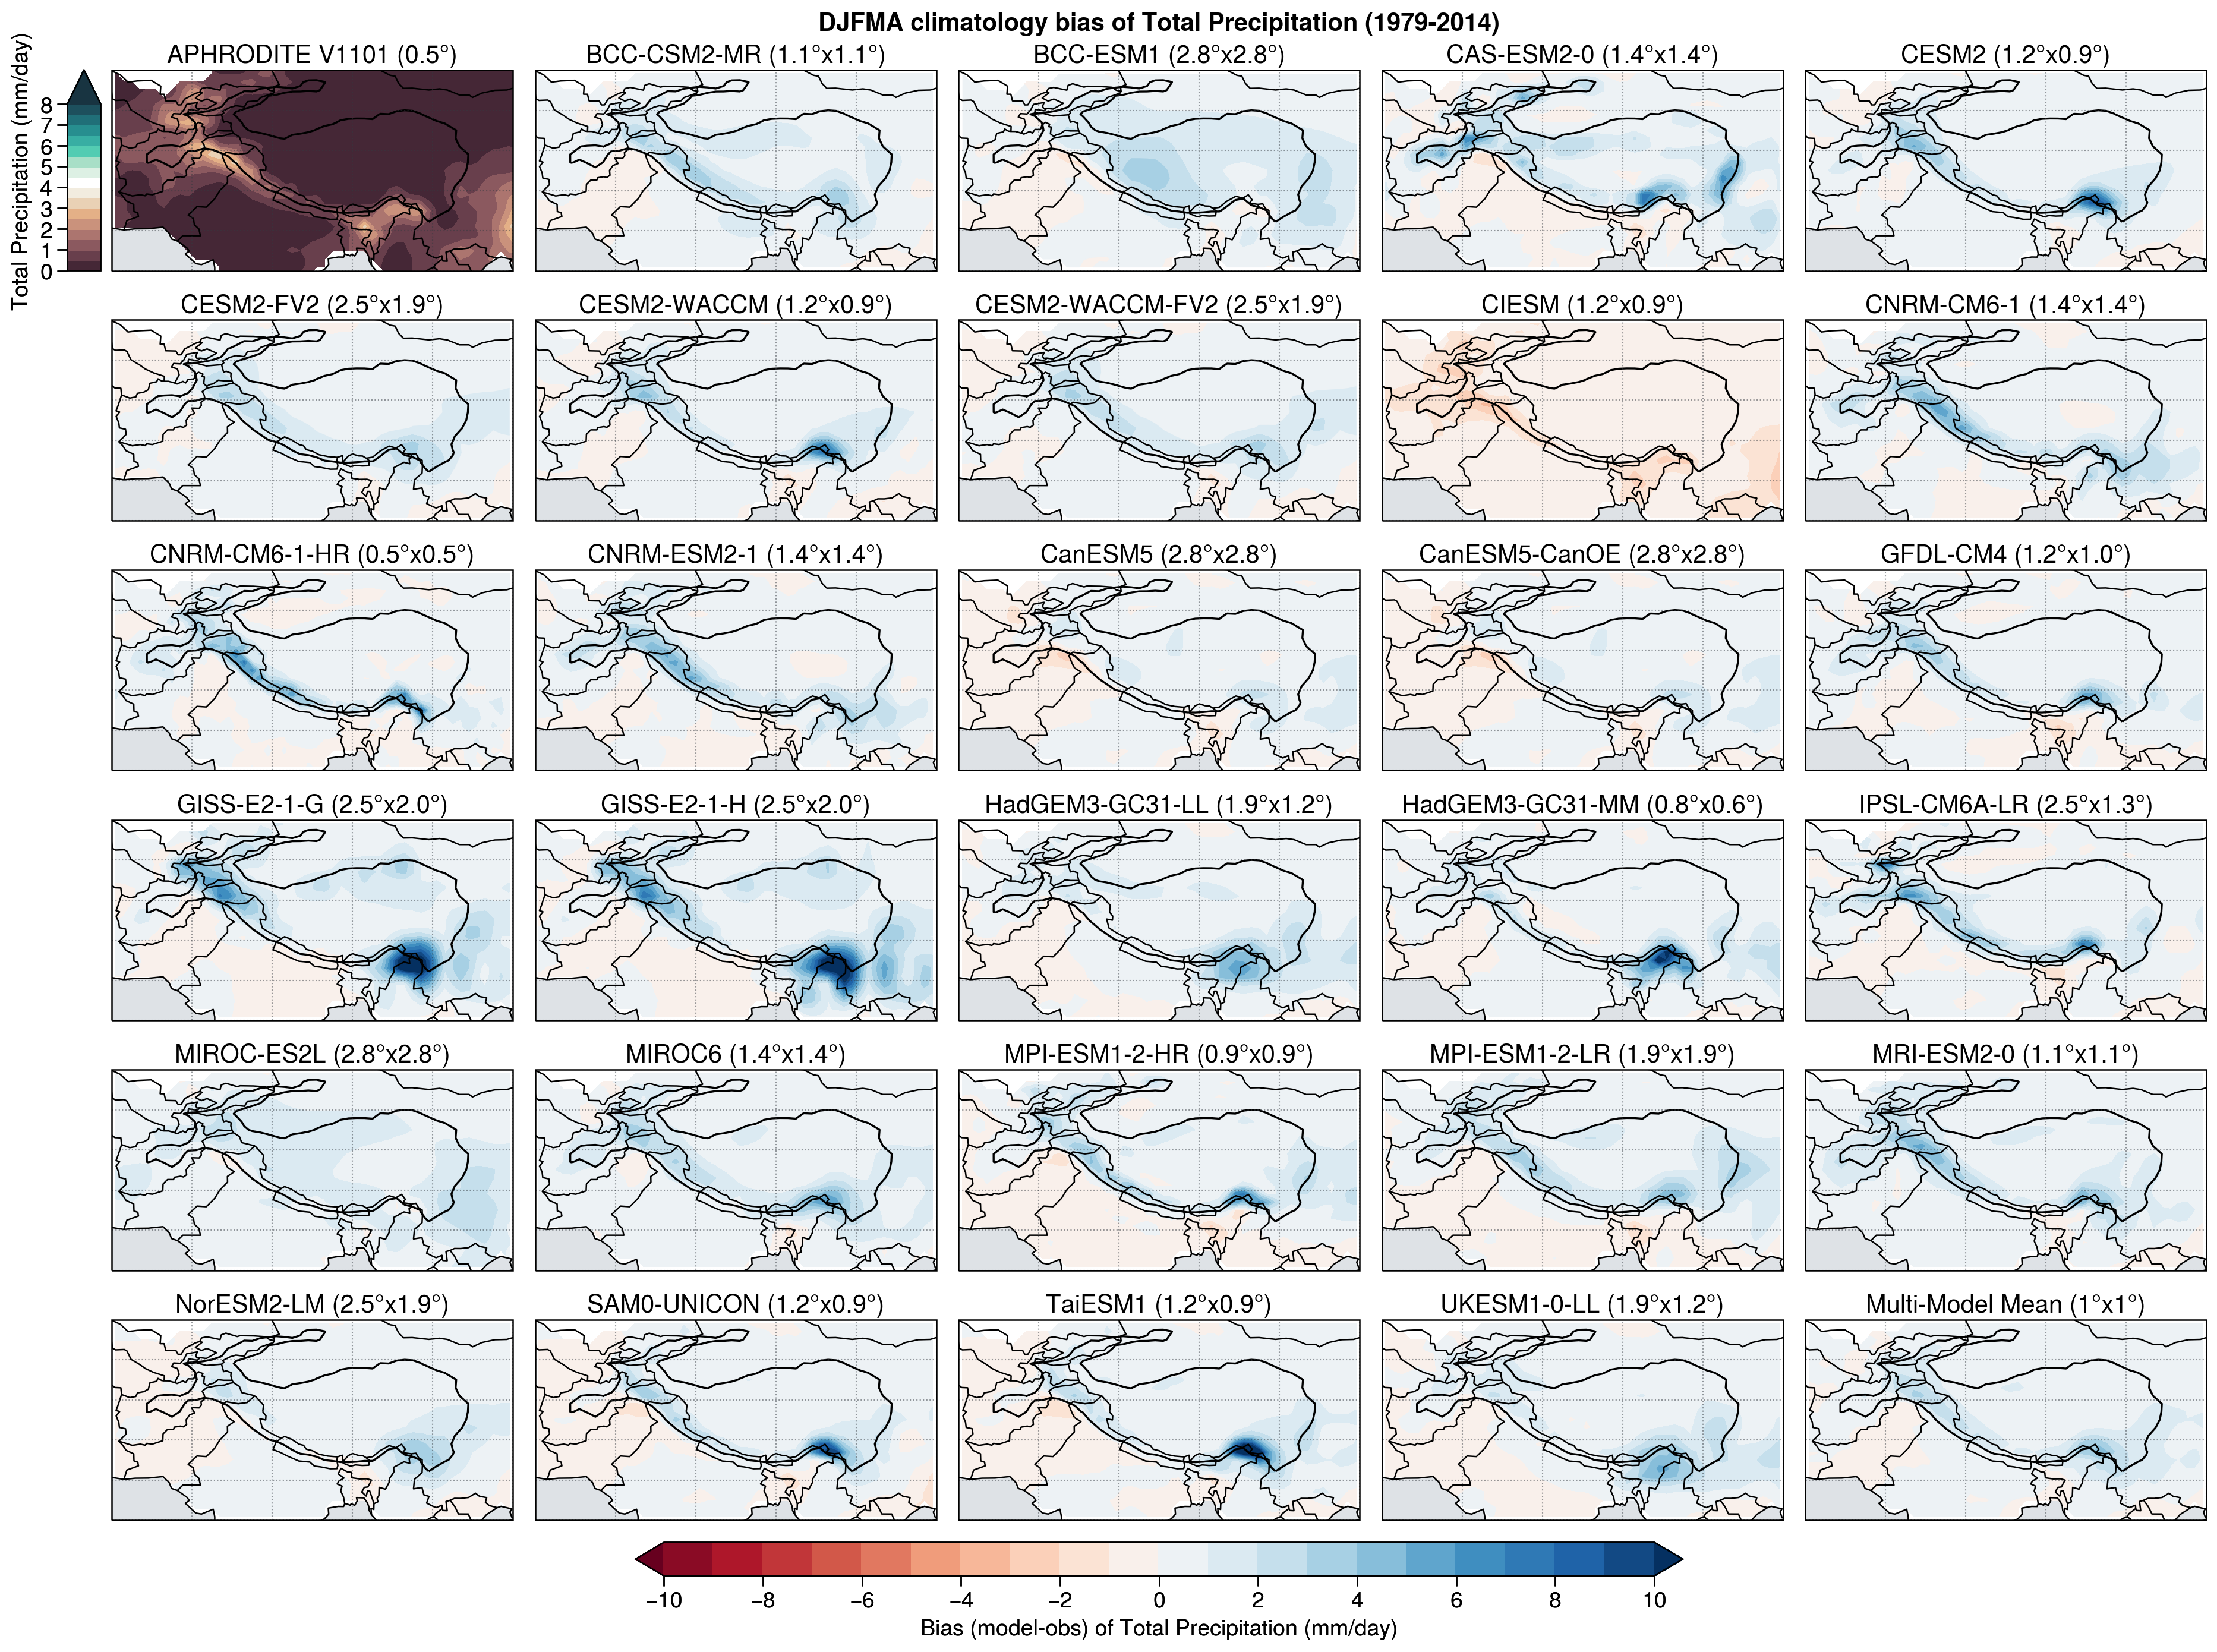 DJFMA climatology bias of Total Precipitation (1979-2014)
APHRODITE V1101 (0.5°)
BCC-CSM2-MR (1.1°x1.1°)
BCC-ESM1 (2.8°x2.8°)
CAS-ESM2-0 (1.4°x1.4°)
CESM2 (1.2°x0.9°)
Total Precipitation (mm/day)
8
7
6
5
4
3
2
1
0
CESM2-FV2 (2.5°x1.9°)
CESM2-WACCM (1.2°x0.9°)
CESM2-WACCM-FV2 (2.5°x1.9°)
CIESM (1.2°x0.9°)
CNRM-CM6-1 (1.4°x1.4°)
CNRM-CM6-1-HR (0.5°x0.5°)
CNRM-ESM2-1 (1.4°x1.4°)
CanESM5 (2.8°x2.8°)
CanESM5-CanOE (2.8°x2.8°)
GFDL-CM4 (1.2°x1.0°)
GISS-E2-1-G (2.5°x2.0°)
GISS-E2-1-H (2.5°x2.0°)
HadGEM3-GC31-LL (1.9°x1.2°)
HadGEM3-GC31-MM (0.8°x0.6°)
IPSL-CM6A-LR (2.5°x1.3°)
MIROC-ES2L (2.8°x2.8°)
MIROC6 (1.4°x1.4°)
MPI-ESM1-2-HR (0.9°x0.9°)
MPI-ESM1-2-LR (1.9°x1.9°)
MRI-ESM2-0 (1.1°x1.1°)
NorESM2-LM (2.5°x1.9°)
SAM0-UNICON (1.2°x0.9°)
TaiESM1 (1.2°x0.9°)
UKESM1-0-LL (1.9°x1.2°)
Multi-Model Mean (1°x1°)
−10 −8 −6 −4 −2 0 2 4 6 8 10
Bias (model-obs) of Total Precipitation (mm/day)